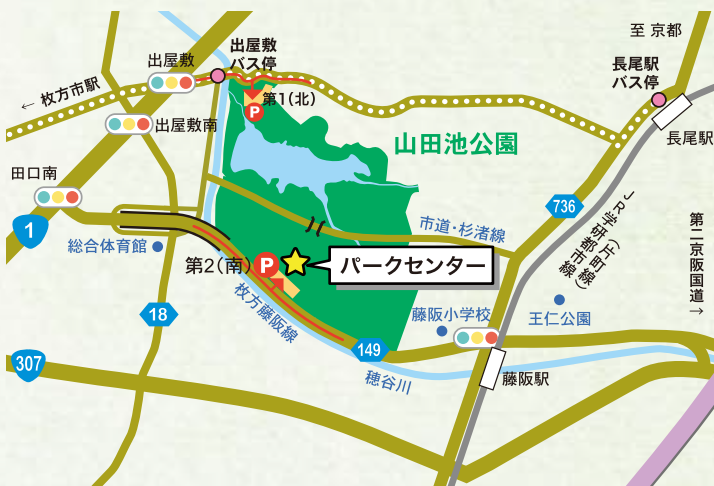 至 京都
出屋敷
バス停
出屋敷
長尾駅
バス停
← 枚方市駅
第1(北)
P
出屋敷南
長尾駅
山田池公園
田口南
736
1
市道・杉渚線
JR学研都市線
(片町線)
第二京阪国道→
総合体育館
第2(南)
P
パークセンター
枚方藤阪線
18
藤阪小学校
王仁公園
149
307
穂谷川
藤阪駅